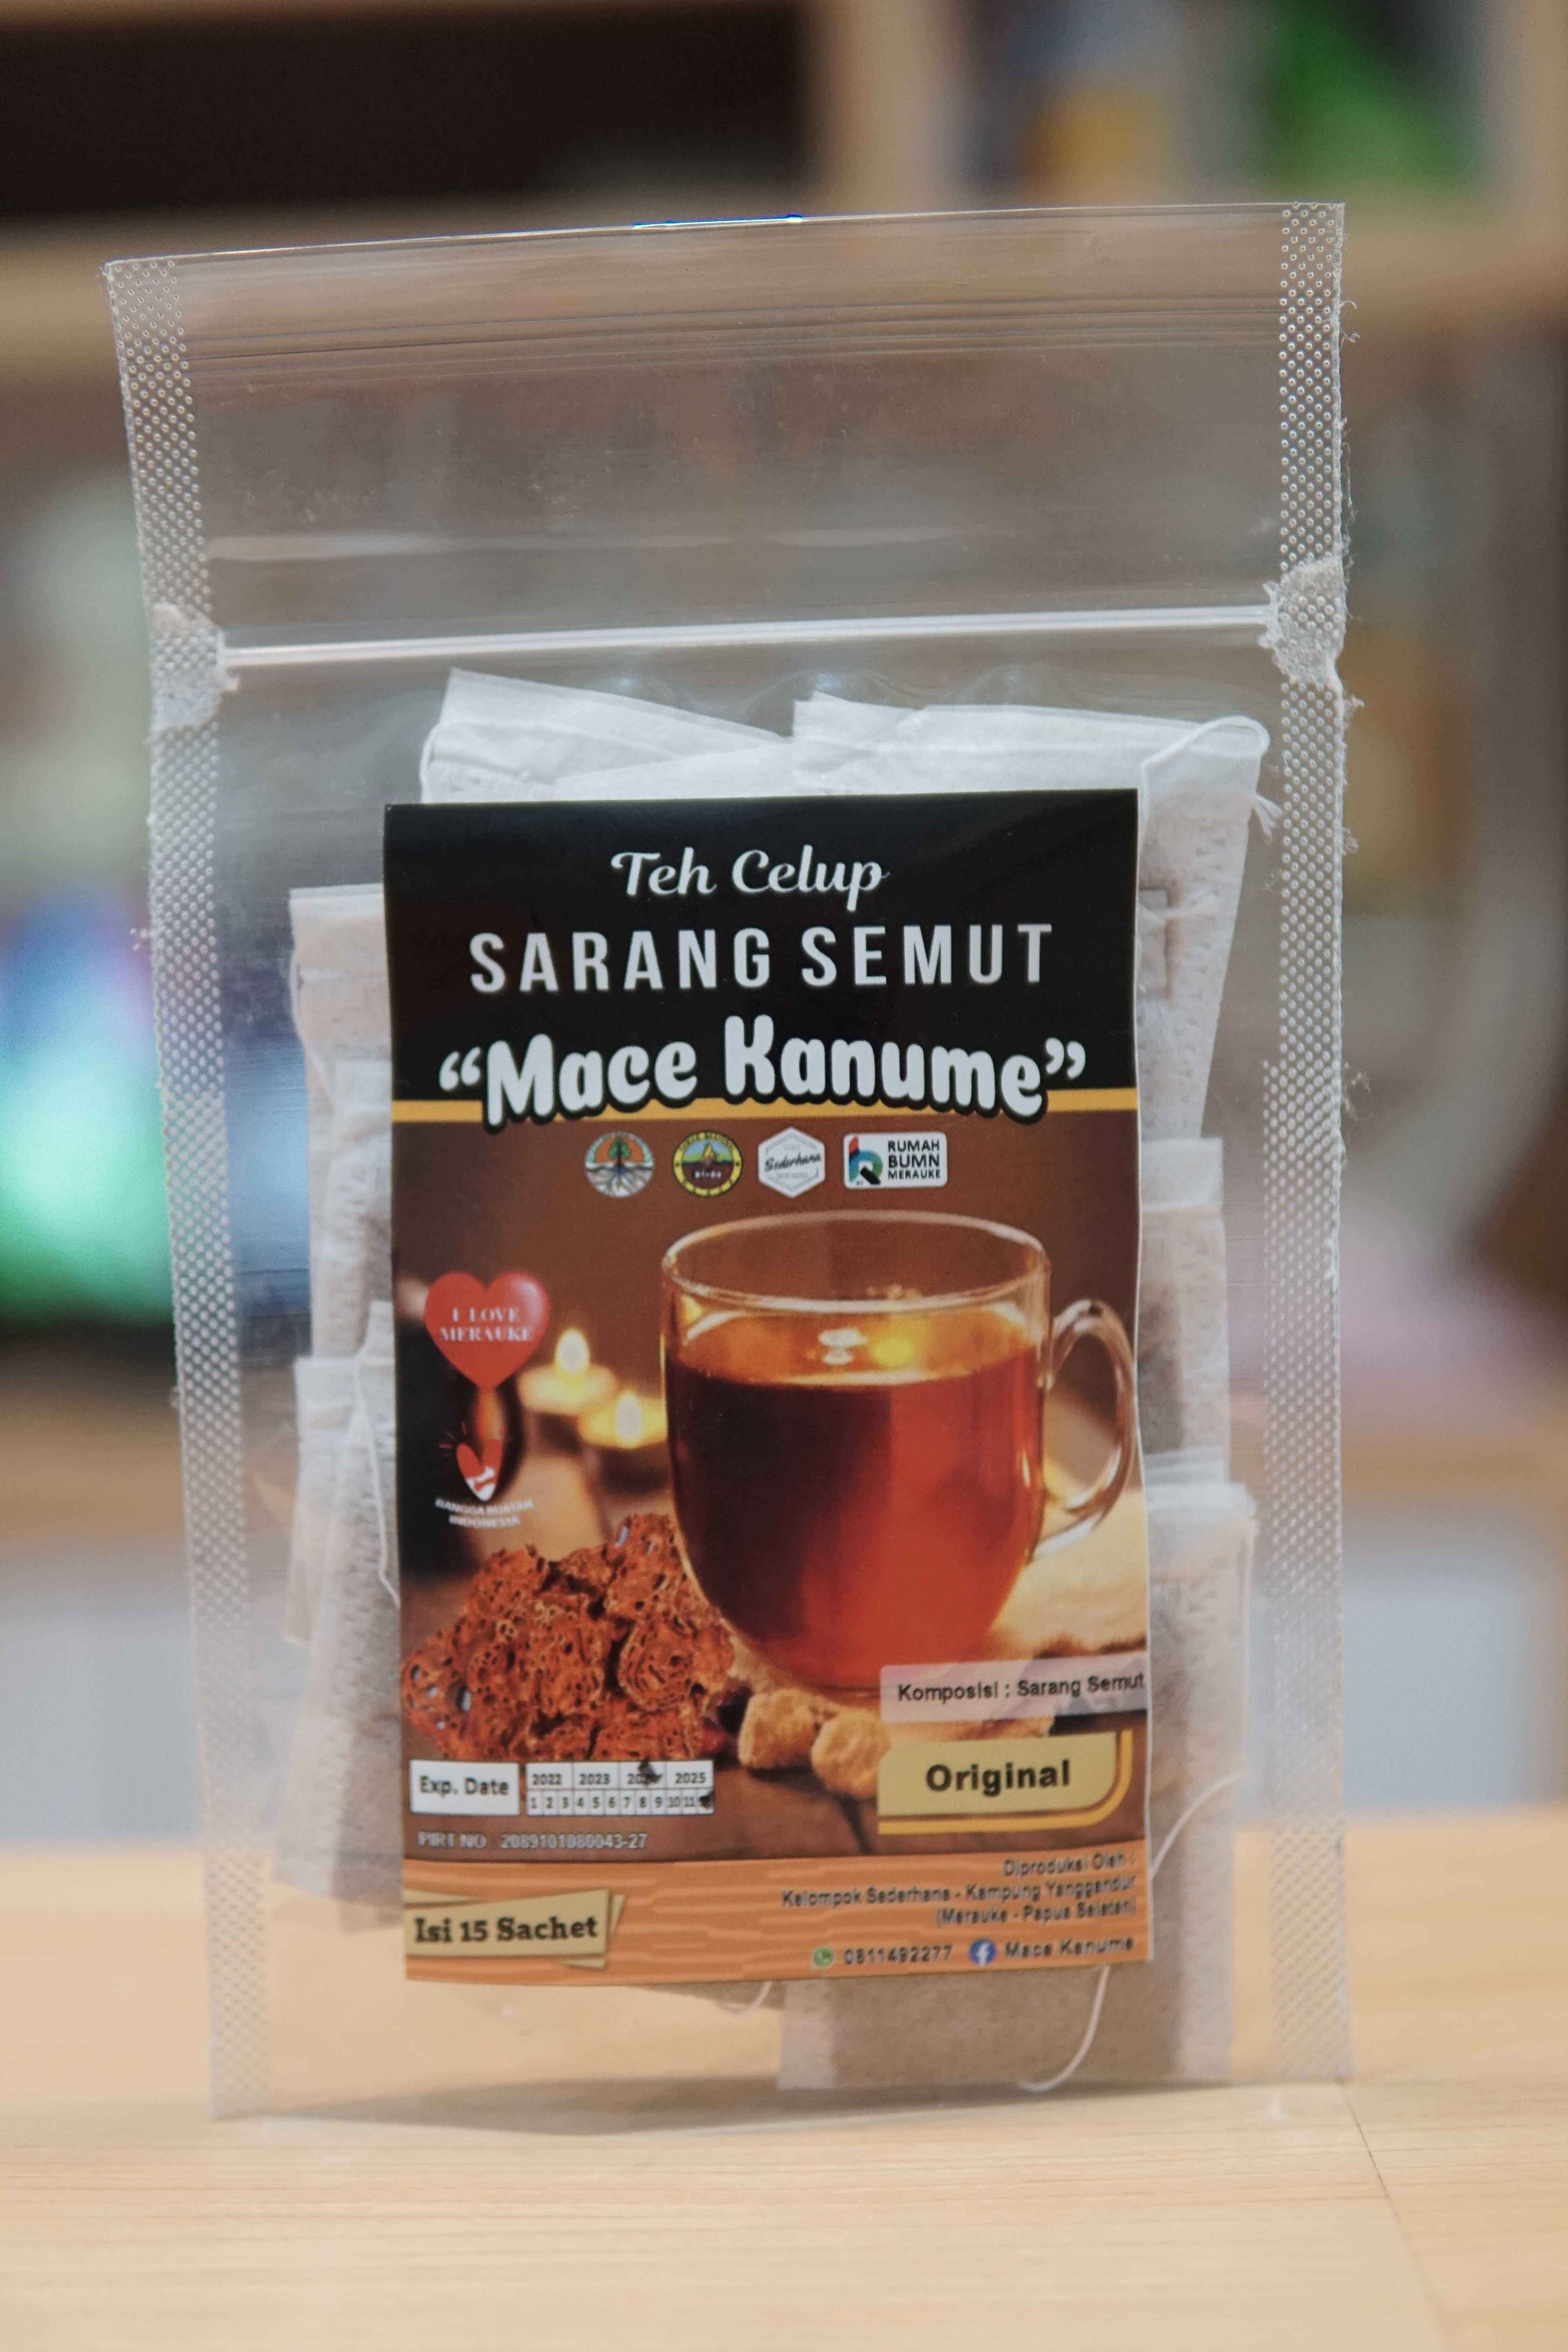 Teh Celup
SARANG SEMUT
“Mace Kanume”
Sederhana
RUMAH
BUMN
MERAUKE
I LOVE
MERAUKE
BANGGA BUATAN
INDONESIA
Komposisi : Sarang Semut
Original
Exp. Date
2022 2023 2025
1 2 3 4 5 6 7 8 9 10 11
PIRT NO 2089101080043-27
Diproduksi Oleh :
Kelompok Sederhana - Kampung Yanggandur
(Merauke - Papua Selatan)
Isi 15 Sachet
0811492277 Mace Kanume